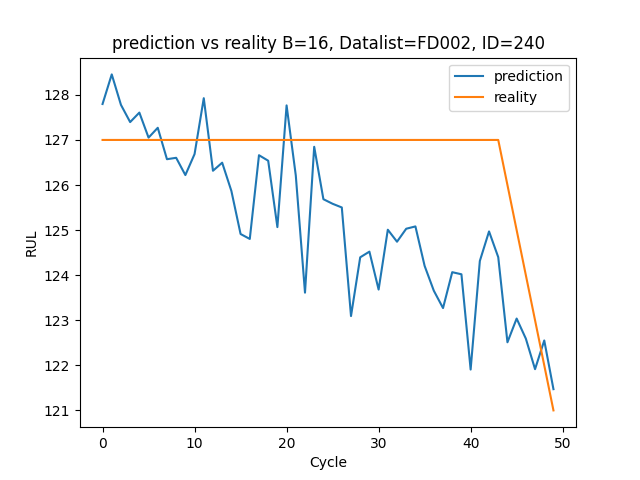 prediction vs reality B=16, Datalist=FD002, ID=240
prediction
reality
128
127
126
125
124
123
122
121
RUL
0 10 20 30 40 50
Cycle